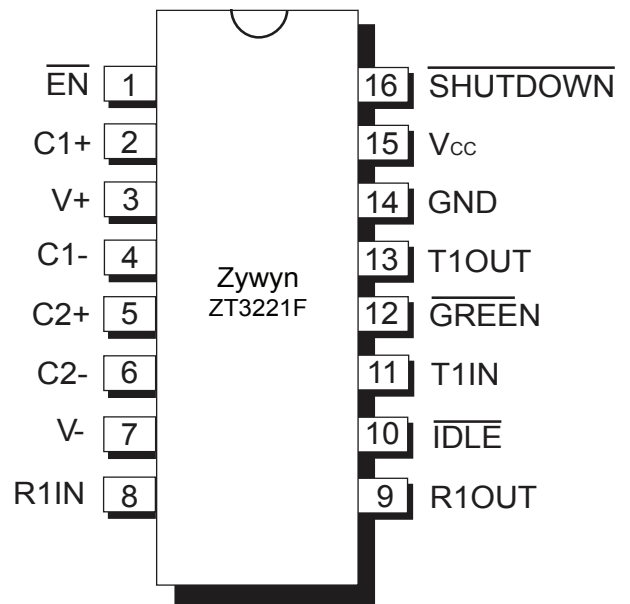 EN 1 16 SHUTDOWN
C1+ 2 15 Vcc
V+ 3 14 GND
C1- 4 13 T1OUT
Zywyn
ZT3221F
C2+ 5 12 GREEN
C2- 6 11 T1IN
V- 7 10 IDLE
R1IN 8 9 R1OUT